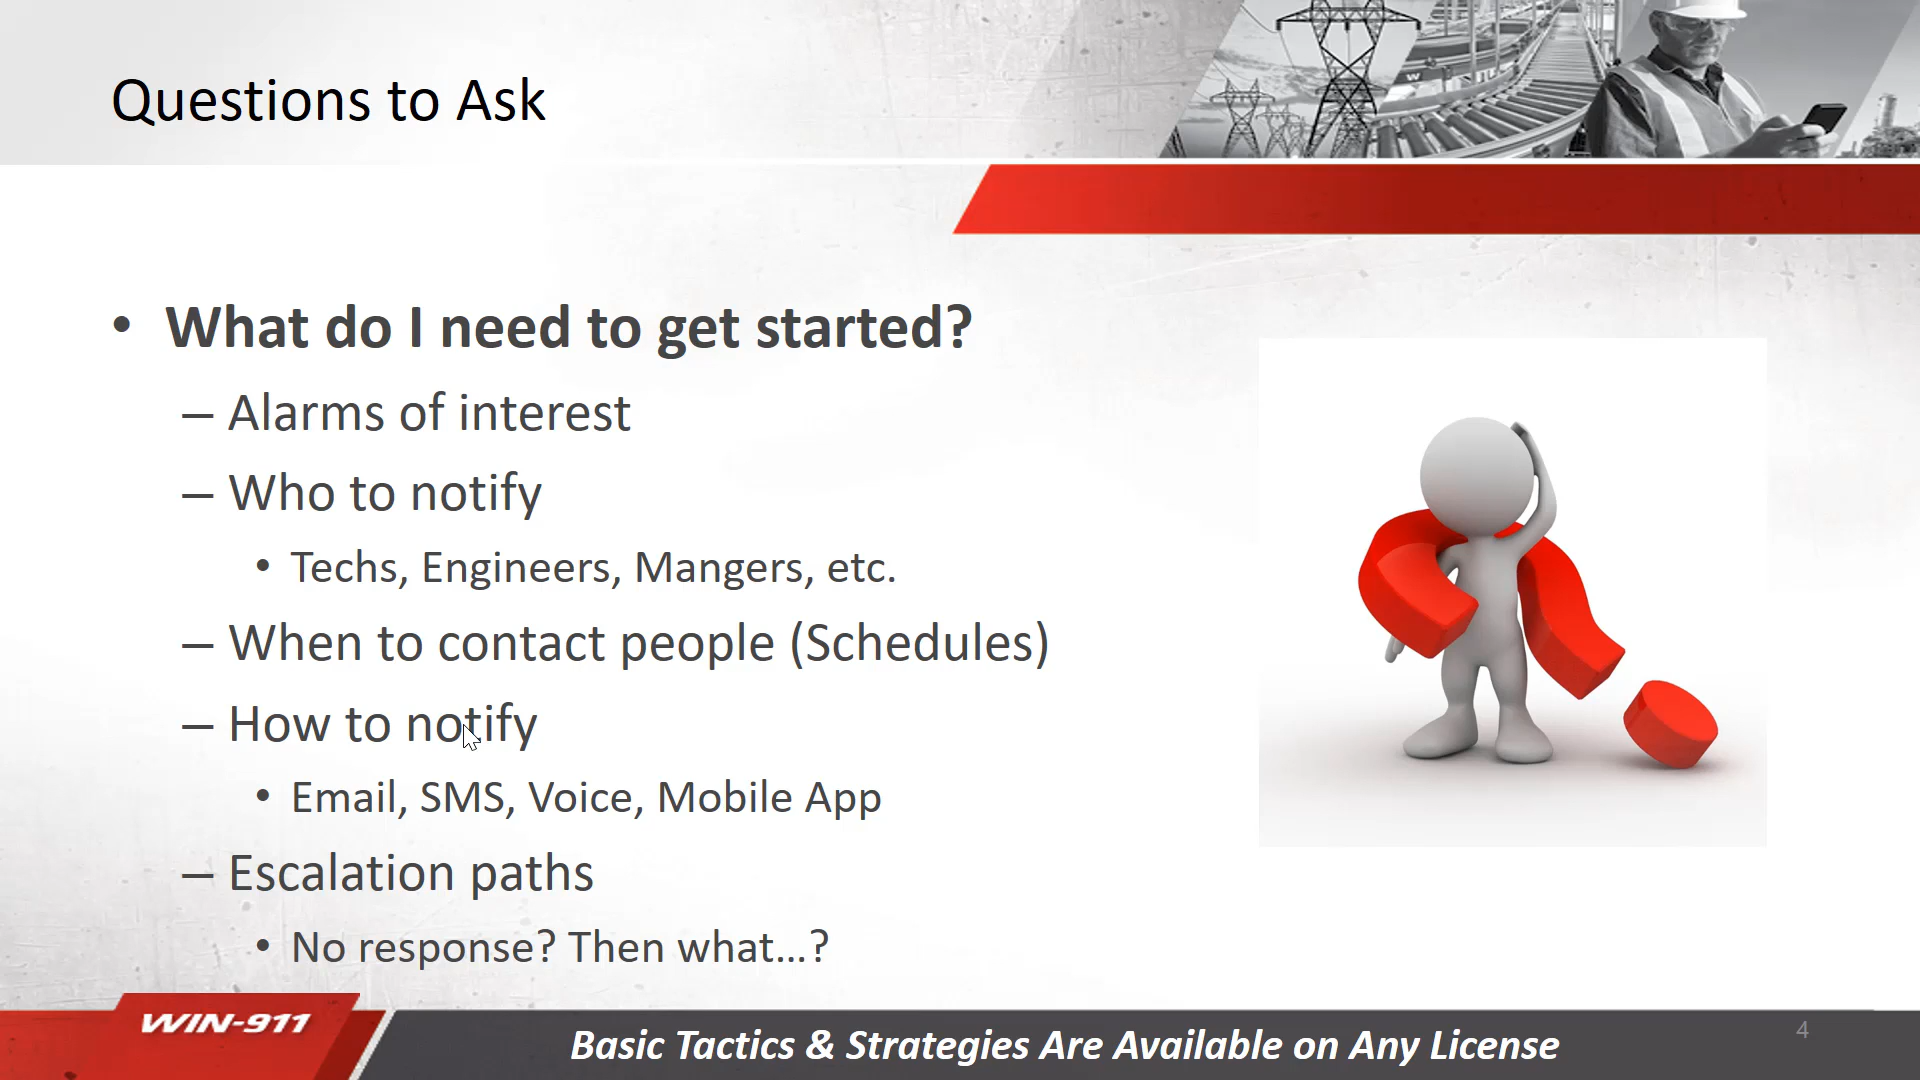 Questions to Ask
• What do I need to get started?
– Alarms of interest
– Who to notify
• Techs, Engineers, Mangers, etc.
– When to contact people (Schedules)
– How to notify
• Email, SMS, Voice, Mobile App
– Escalation paths
• No response? Then what...?
WIN-911
Basic Tactics & Strategies Are Available on Any License
4